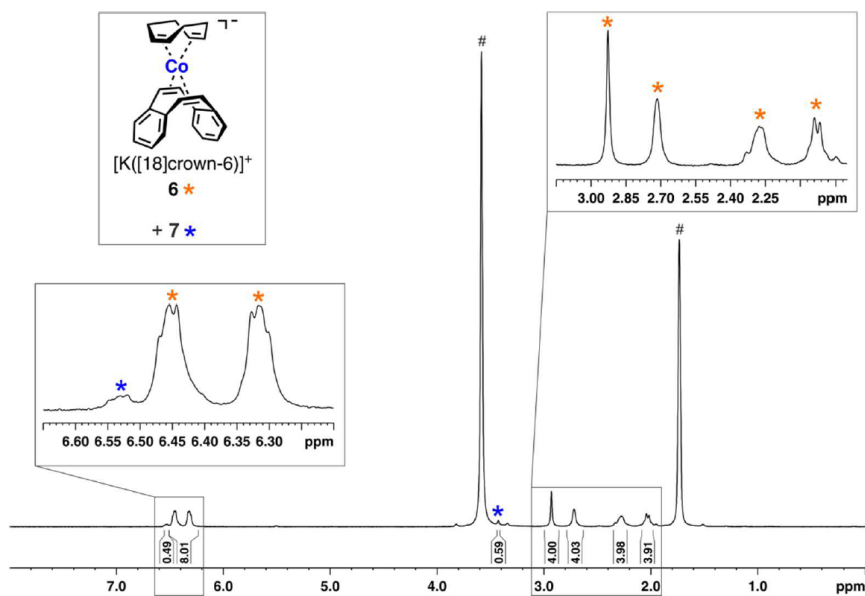 ⌝⁻
Co
[K([18]crown-6)]⁺
6 *
+ 7 *
#
*
*
*
*
3.00 2.85 2.70 2.55 2.40 2.25 ppm
#
*
*
*
6.60 6.55 6.50 6.45 6.40 6.35 6.30 ppm
*
0.49 8.01 0.59 4.00 4.03 3.98 3.91
7.0 6.0 5.0 4.0 3.0 2.0 1.0 ppm